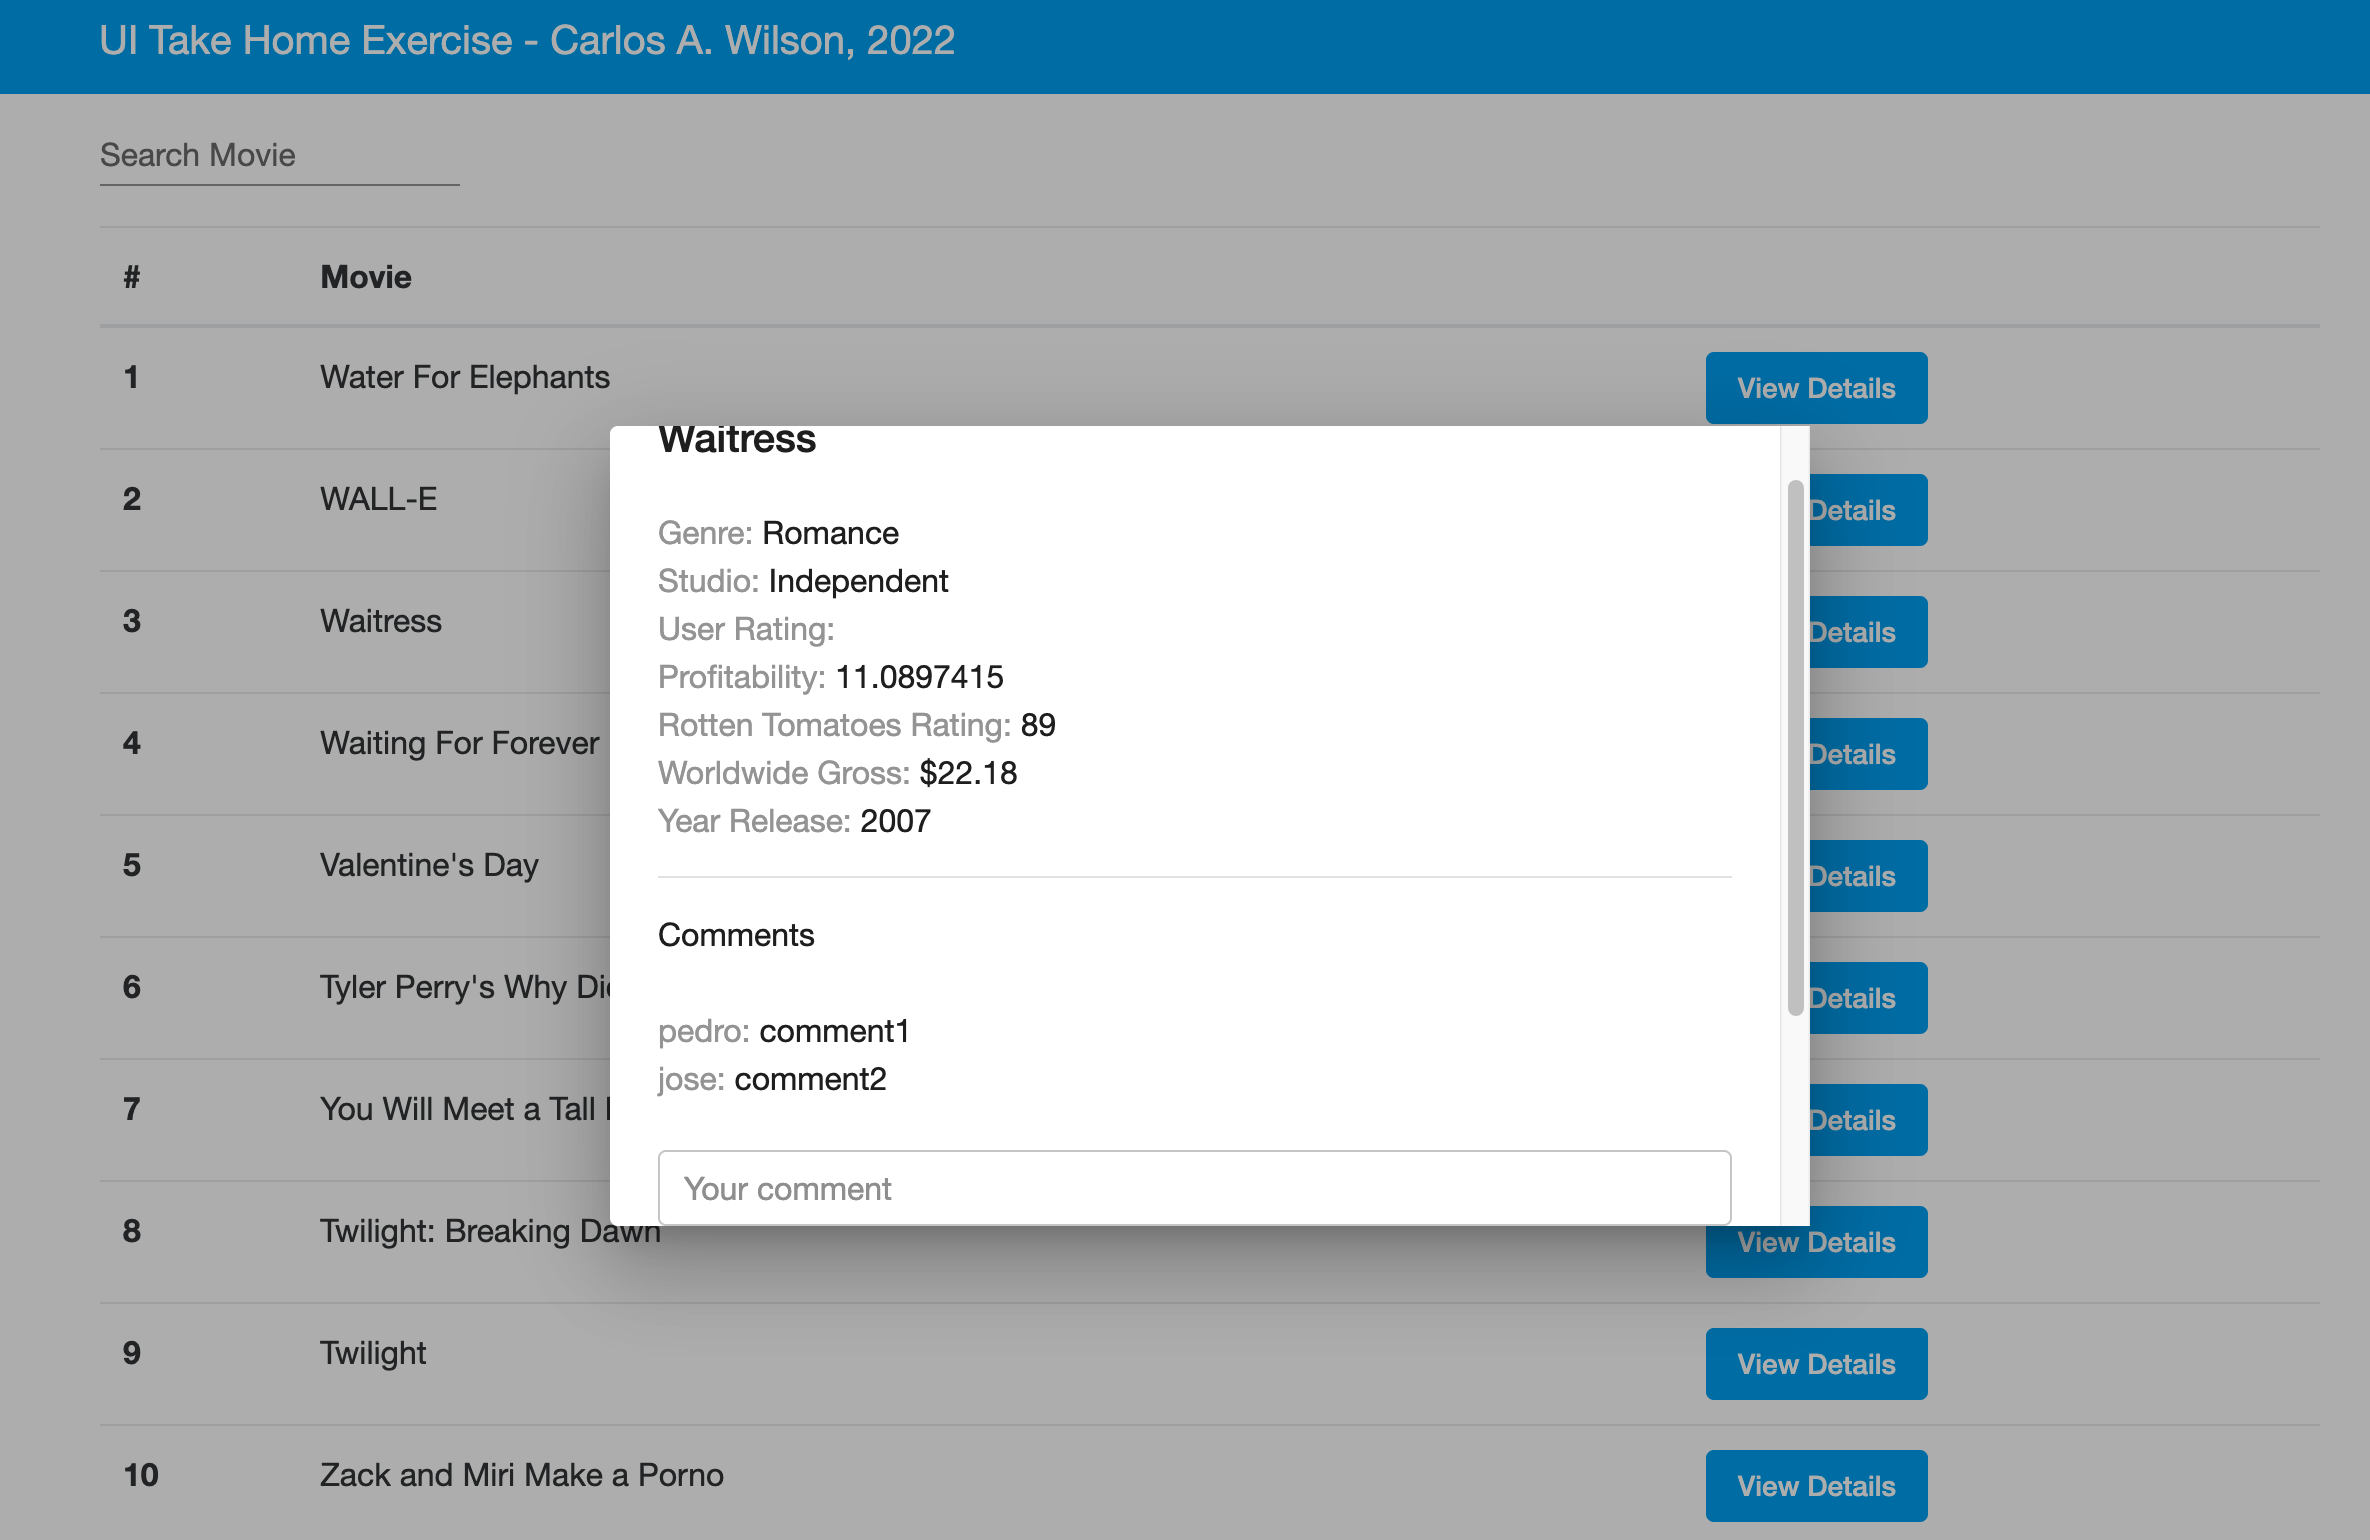 UI Take Home Exercise - Carlos A. Wilson, 2022
Search Movie
# Movie
1 Water For Elephants View Details
2 WALL-E Details
3 Waitress Details
4 Waiting For Forever Details
5 Valentine's Day Details
6 Tyler Perry's Why Details
7 You Will Meet a Tall Details
8 Twilight: Breaking Dawn View Details
9 Twilight View Details
10 Zack and Miri Make a Porno View Details
Waitress
Genre: Romance
Studio: Independent
User Rating:
Profitability: 11.0897415
Rotten Tomatoes Rating: 89
Worldwide Gross: $22.18
Year Release: 2007
Comments
pedro: comment1
jose: comment2
Your comment